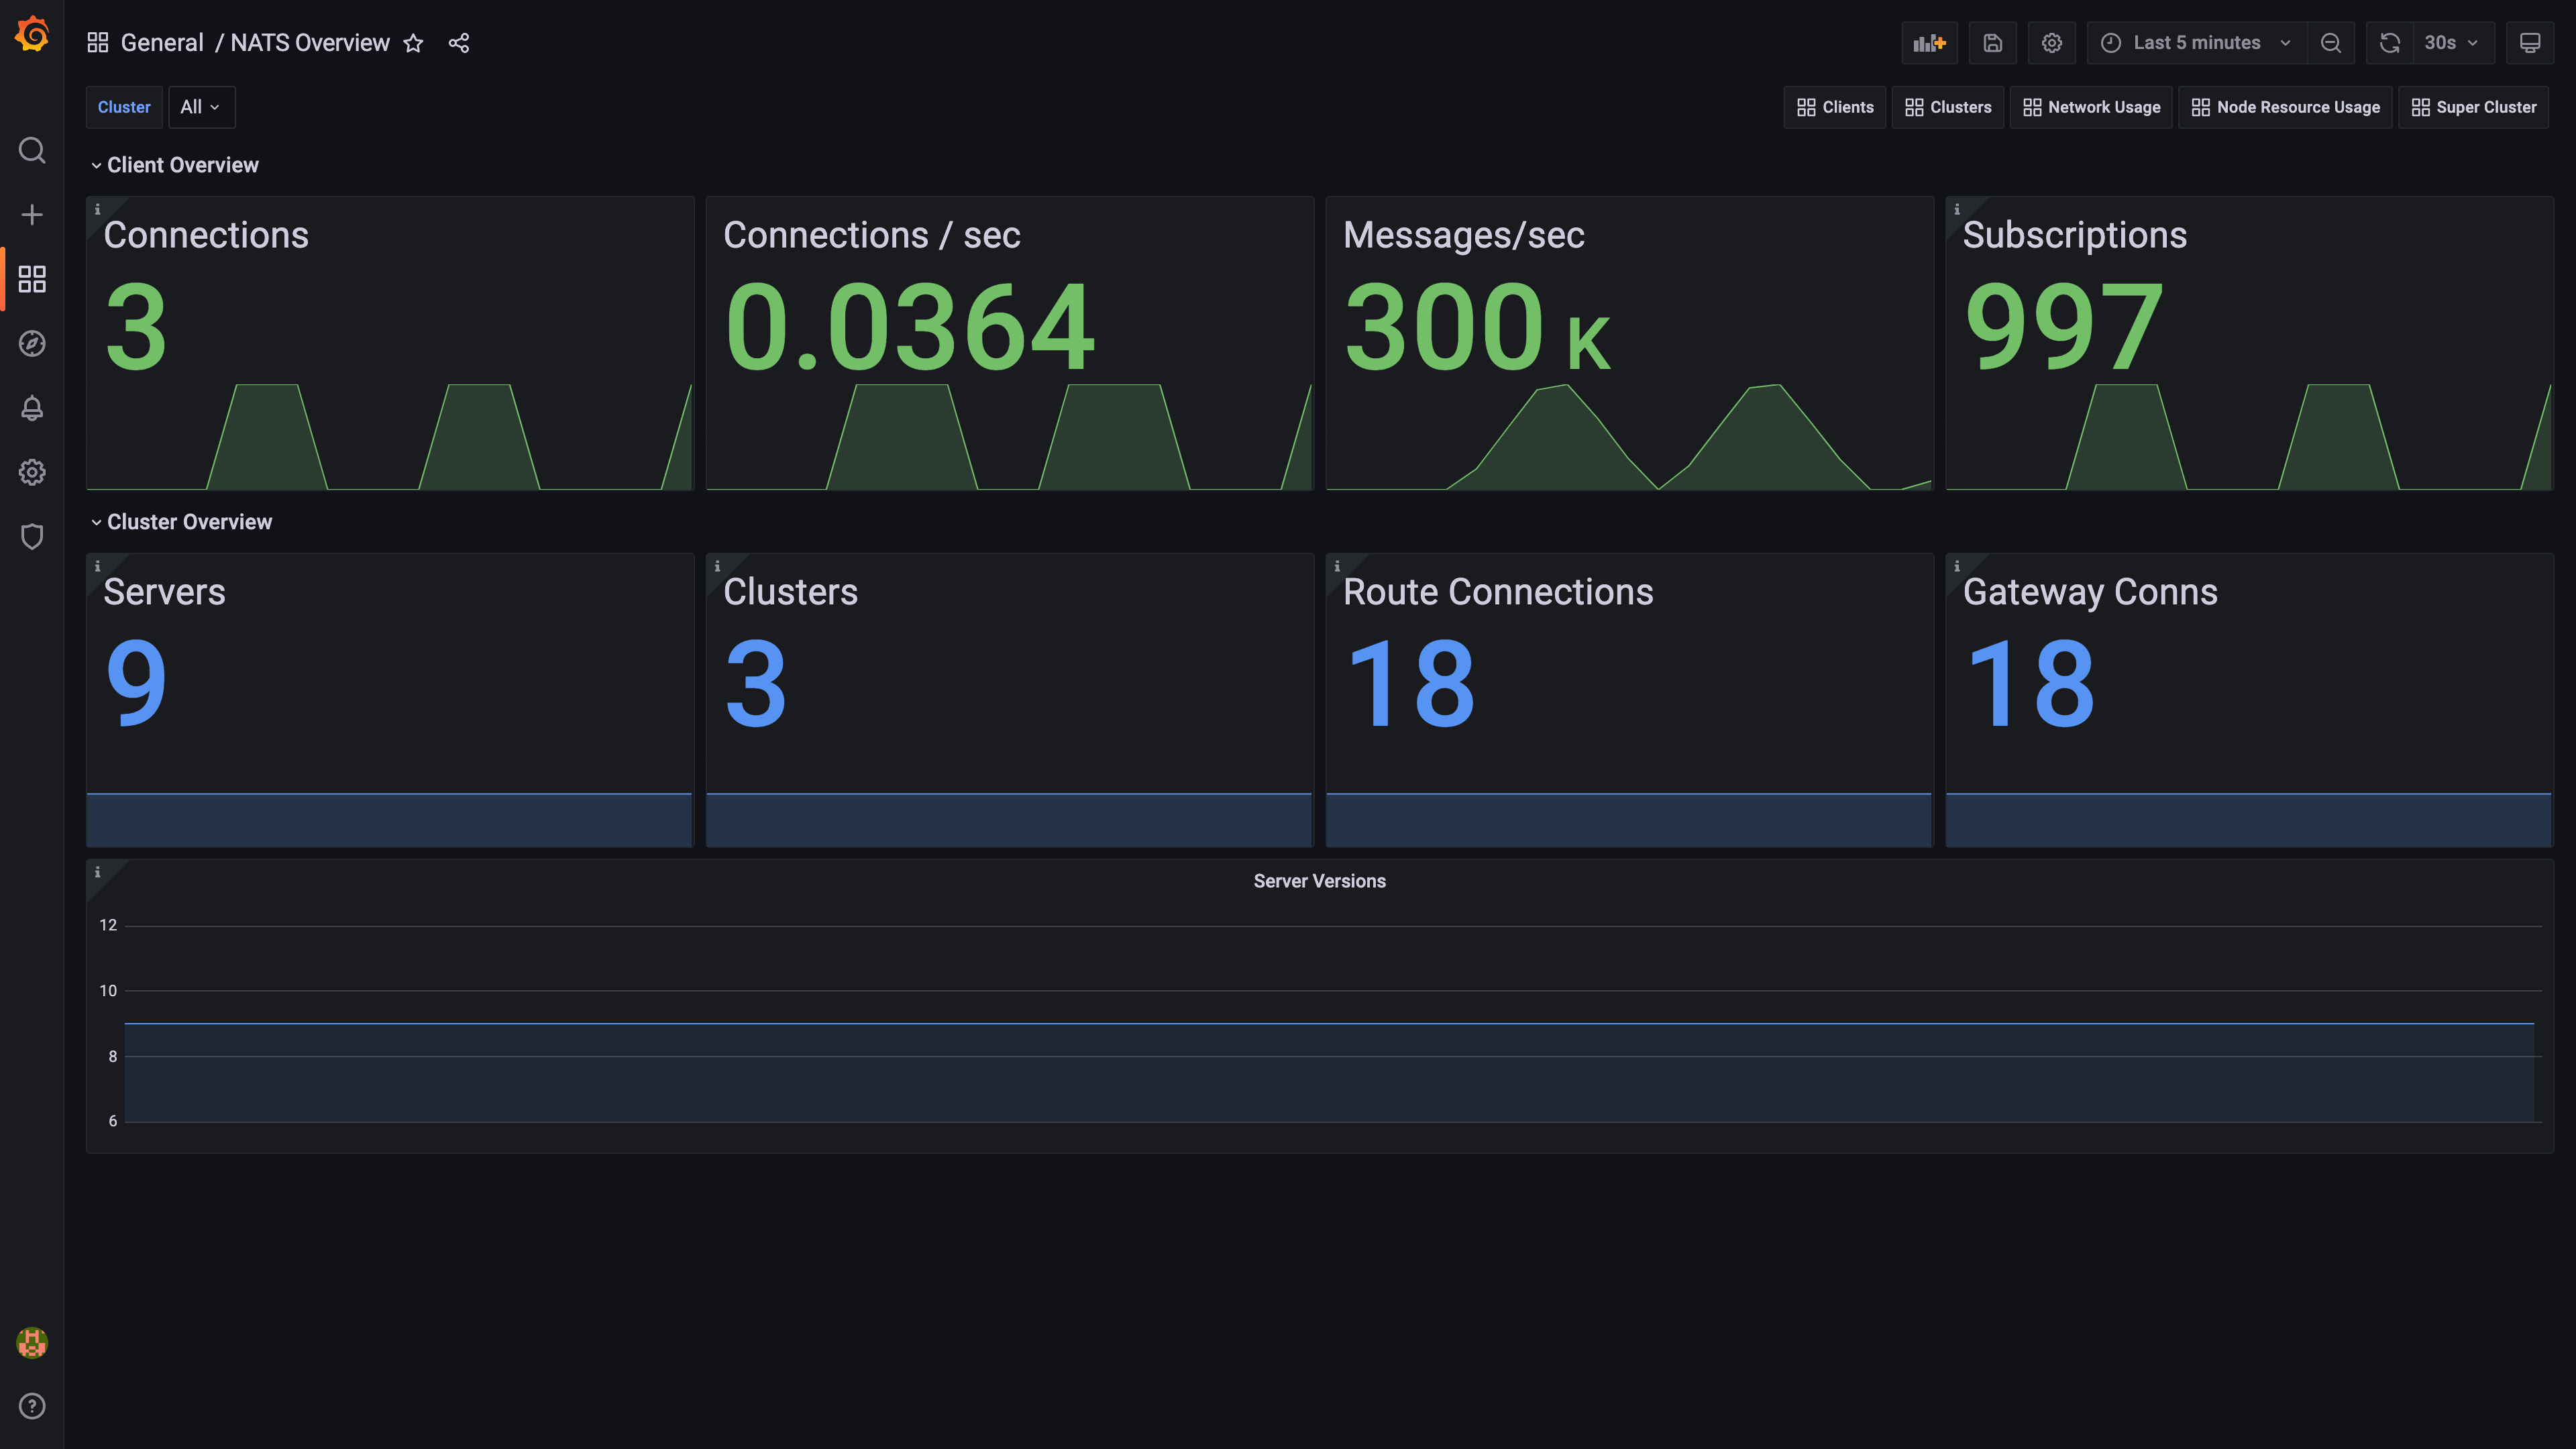 General / NATS Overview
Last 5 minutes
30s
Cluster
All
Clients
Clusters
Network Usage
Node Resource Usage
Super Cluster
Client Overview
Connections
3
Connections / sec
0.0364
Messages/sec
300 K
Subscriptions
997
Cluster Overview
Servers
9
Clusters
3
Route Connections
18
Gateway Conns
18
Server Versions
12
10
8
6